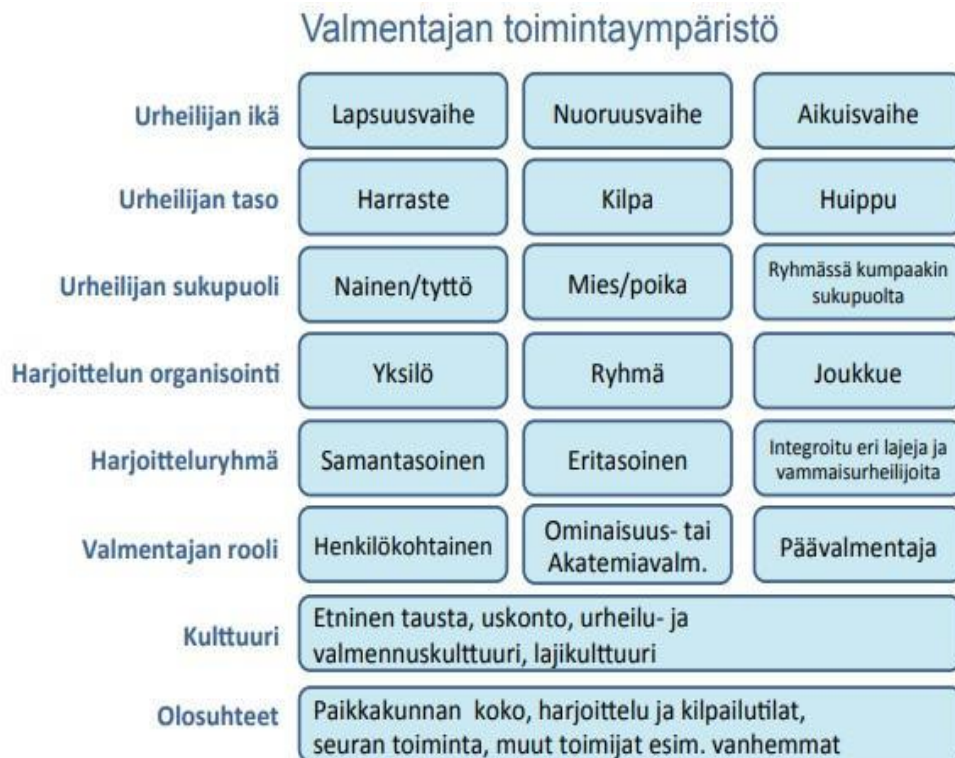 Valmentajan toimintaympäristö
Urheilijan ikä
Lapsuusvaihe
Nuoruusvaihe
Aikuisvaihe
Urheilijan taso
Harraste
Kilpa
Huippu
Urheilijan sukupuoli
Nainen/tyttö
Mies/poika
Ryhmässä kumpaakin
sukupuolta
Harjoittelun organisointi
Yksilö
Ryhmä
Joukkue
Harjoitteluryhmä
Samantasoinen
Eritasoinen
Integroitu eri lajeja ja
vammaisurheilijoita
Valmentajan rooli
Henkilökohtainen
Ominaisuus- tai
Akatemiavalm.
Päävalmentaja
Kulttuuri
Etninen tausta, uskonto, urheilu- ja
valmennuskulttuuri, lajikulttuuri
Olosuhteet
Paikkakunnan koko, harjoittelu ja kilpailutilat,
seuran toiminta, muut toimijat esim. vanhemmat